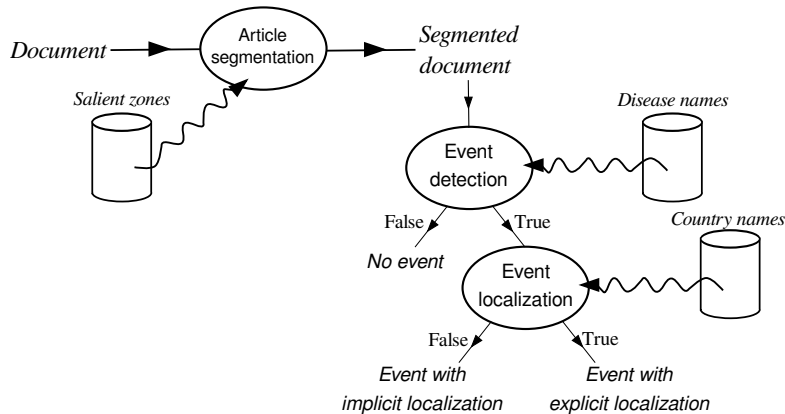 Document
Article
segmentation
Segmented
document
Salient zones
Disease names
Event
detection
False
True
Country names
No event
Event
localization
False
True
Event with
implicit localization
Event with
explicit localization